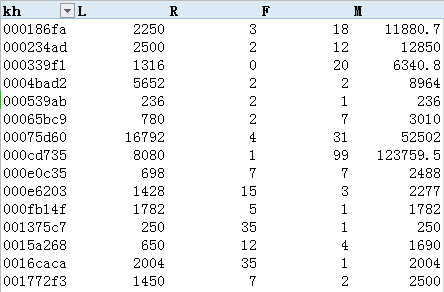 kh L R F M
000186fa 2250 3 18 11880.7
000234ad 2500 2 12 12850
000339f1 1316 0 20 6340.8
0004bad2 5652 2 2 8964
000539ab 236 2 1 236
00065bc9 780 2 7 3010
00075d60 16792 4 31 52502
000cd735 8080 1 99 123759.5
000e0c35 698 7 7 2488
000e6203 1428 15 3 2277
000fb14f 1782 5 1 1782
001375c7 250 35 1 250
0015a268 650 12 4 1690
0016caca 2004 35 1 2004
001772f3 1450 7 2 2500